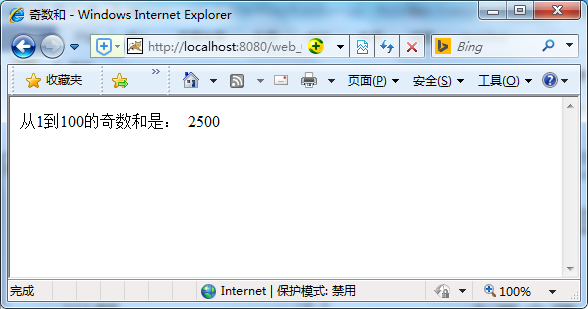 奇数和 - Windows Internet Explorer
http://localhost:8080/web_
Bing
收藏夹
页面(P)
安全(S)
工具(O)
从1到100的奇数和是： 2500
完成
Internet | 保护模式: 禁用
100%